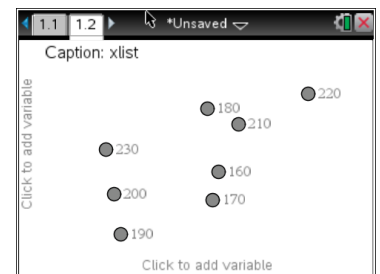 1.1 1.2 *Unsaved
Caption: xlist
Click to add variable
220
180
210
230
160
200
170
190
Click to add variable